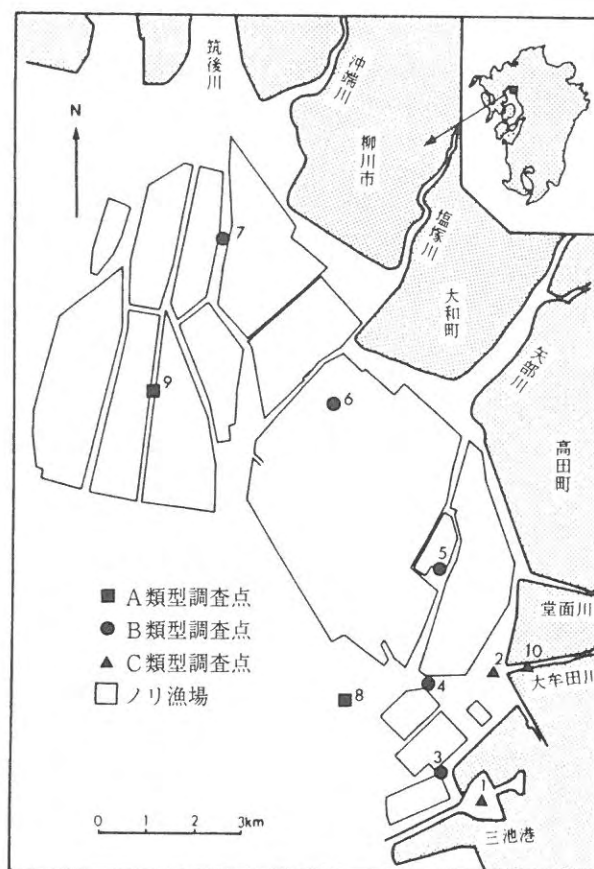 筑後川
沖端川
N
柳川市
塩塚川
7
大和町
矢部川
9
6
高田町
5
■ A類型調査点
● B類型調査点
▲ C類型調査点
□ ノリ漁場
堂面川
2
10
大牟田川
4
8
3
1
0 1 2 3km
三池港